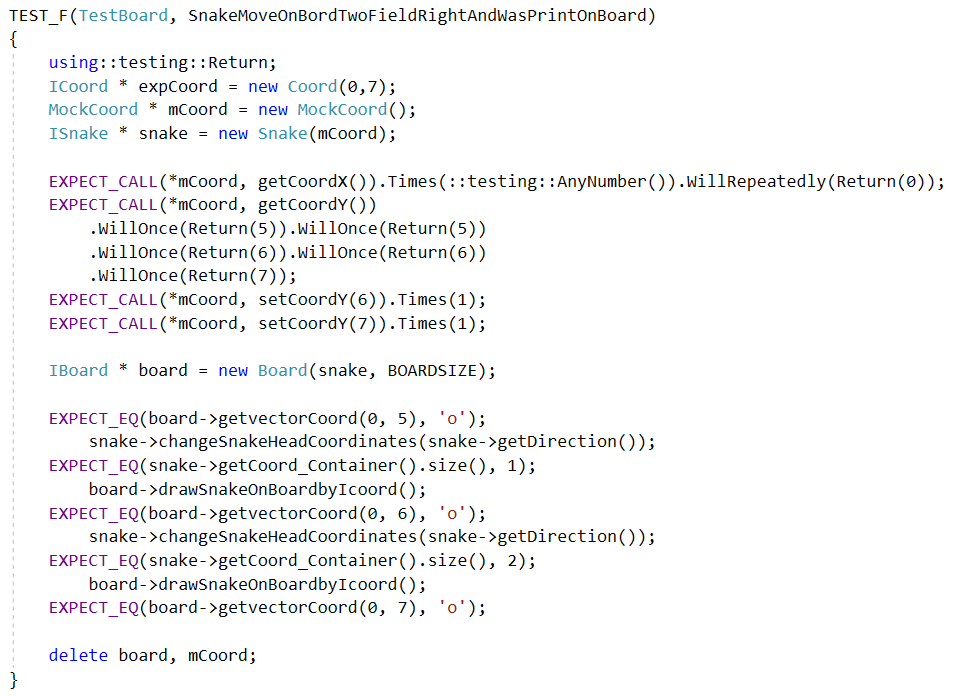 TEST_F(TestBoard, SnakeMoveOnBordTwoFieldRightAndWasPrintOnBoard)
{
    using::testing::Return;
    ICoord * expCoord = new Coord(0,7);
    MockCoord * mCoord = new MockCoord();
    ISnake * snake = new Snake(mCoord);

    EXPECT_CALL(*mCoord, getCoordX()).Times(::testing::AnyNumber()).WillRepeatedly(Return(0));
    EXPECT_CALL(*mCoord, getCoordY())
        .WillOnce(Return(5)).WillOnce(Return(5))
        .WillOnce(Return(6)).WillOnce(Return(6))
        .WillOnce(Return(7));
    EXPECT_CALL(*mCoord, setCoordY(6)).Times(1);
    EXPECT_CALL(*mCoord, setCoordY(7)).Times(1);

    IBoard * board = new Board(snake, BOARDSIZE);

    EXPECT_EQ(board->getvectorCoord(0, 5), 'o');
        snake->changeSnakeHeadCoordinates(snake->getDirection());
    EXPECT_EQ(snake->getCoord_Container().size(), 1);
        board->drawSnakeOnBoardbyIcoord();
    EXPECT_EQ(board->getvectorCoord(0, 6), 'o');
        snake->changeSnakeHeadCoordinates(snake->getDirection());
    EXPECT_EQ(snake->getCoord_Container().size(), 2);
        board->drawSnakeOnBoardbyIcoord();
    EXPECT_EQ(board->getvectorCoord(0, 7), 'o');

    delete board, mCoord;
}